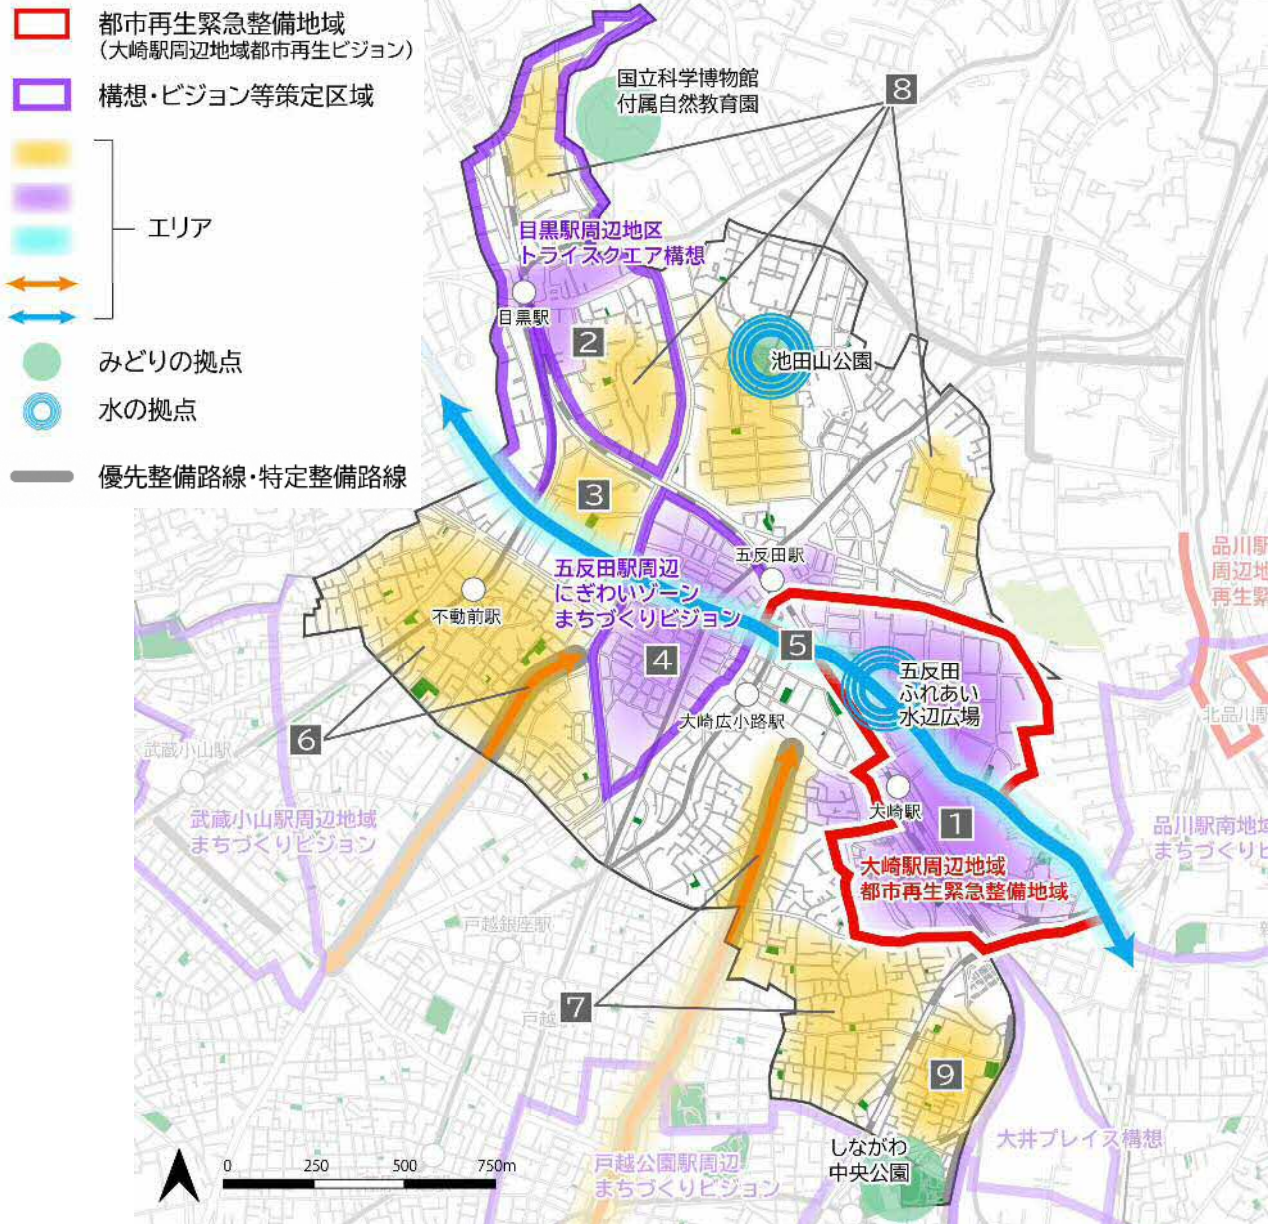 都市再生緊急整備地域
(大崎駅周辺地域都市再生ビジョン)
構想・ビジョン等策定区域
エリア
みどりの拠点
水の拠点
優先整備路線・特定整備路線
国立科学博物館
付属自然教育園
8
目黒駅周辺地区
トライスクエア構想
目黒駅
2
池田山公園
3
五反田駅
五反田駅周辺
にぎわいゾーン
まちづくりビジョン
不動前駅
4
5
五反田
ふれあい
水辺広場
大崎広小路駅
6
武蔵小山駅
北品川駅
品川駅
周辺地
再生緊
大崎駅
1
武蔵小山駅周辺地域
まちづくりビジョン
品川駅南地域
まちづくりビ
大崎駅周辺地域
都市再生緊急整備地域
戸越銀座駅
新
7
戸越
9
大井プレイス構想
しながわ
中央公園
戸越公園駅周辺
まちづくりビジョン
0 250 500 750m